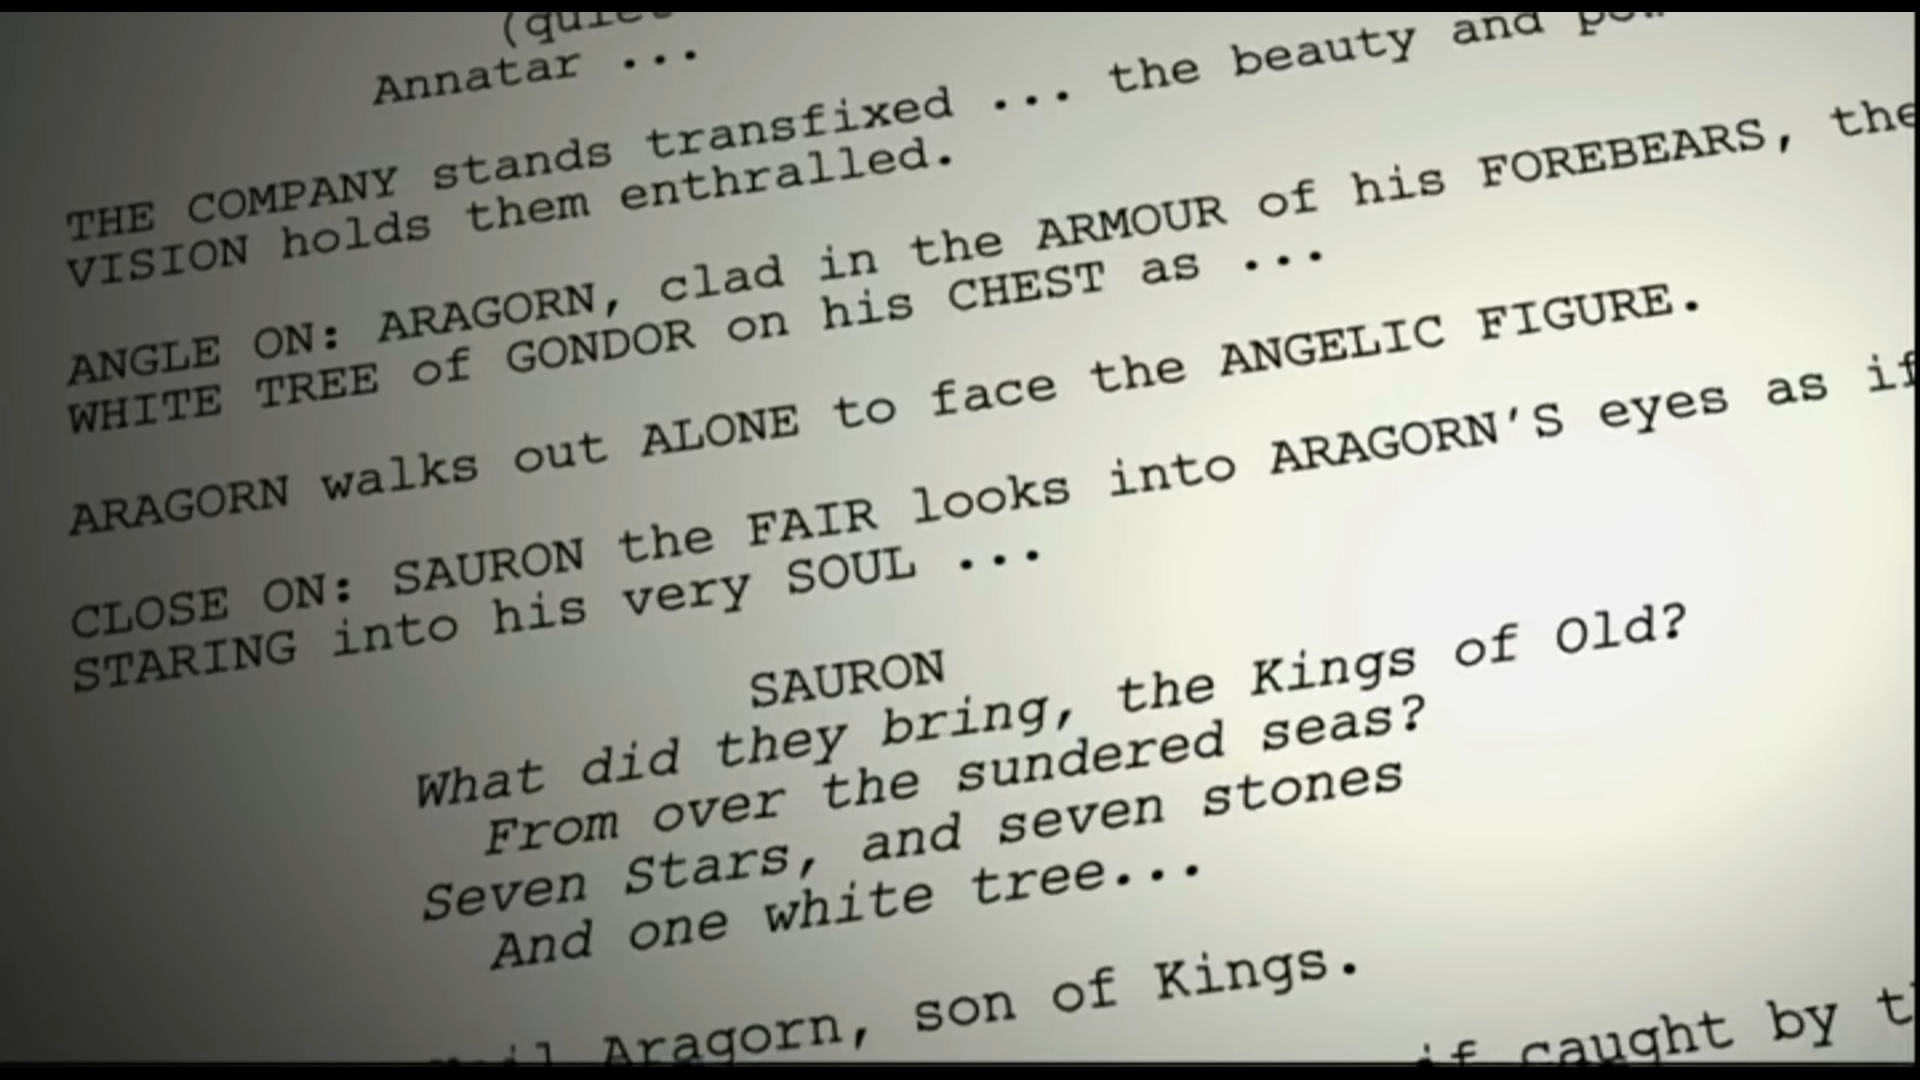 Annatar ...
THE COMPANY stands transfixed ... the beauty and
VISION holds them enthralled.
ANGLE ON: ARAGORN, clad in the ARMOUR of his FOREBEARS, the
WHITE TREE of GONDOR on his CHEST as ...
ARAGORN walks out ALONE to face the ANGELIC FIGURE.
CLOSE ON: SAURON the FAIR looks into ARAGORN'S eyes as if
STARING into his very SOUL ...
SAURON
What did they bring, the Kings of Old?
From over the sundered seas?
Seven Stars, and seven stones
And one white tree...
Aragorn, son of Kings.
if caught by